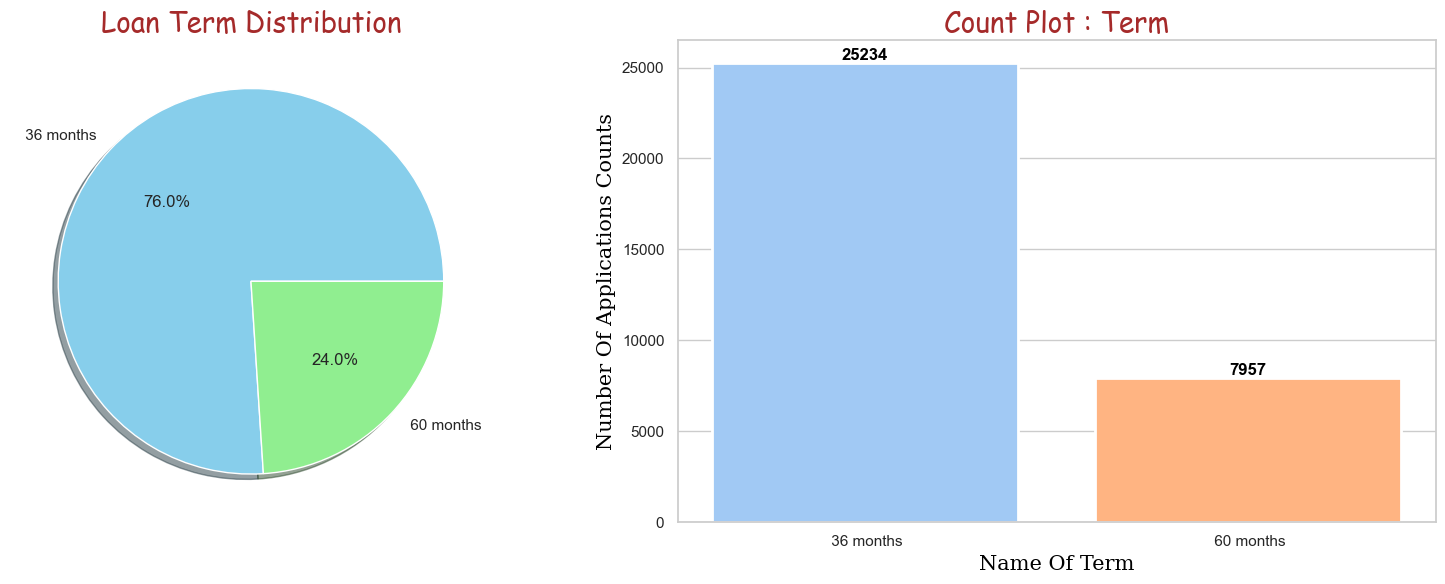 Loan Term Distribution
36 months
76.0%
24.0%
60 months
Count Plot : Term
25234
7957
25000
20000
15000
10000
5000
0
Number Of Applications Counts
36 months
60 months
Name Of Term